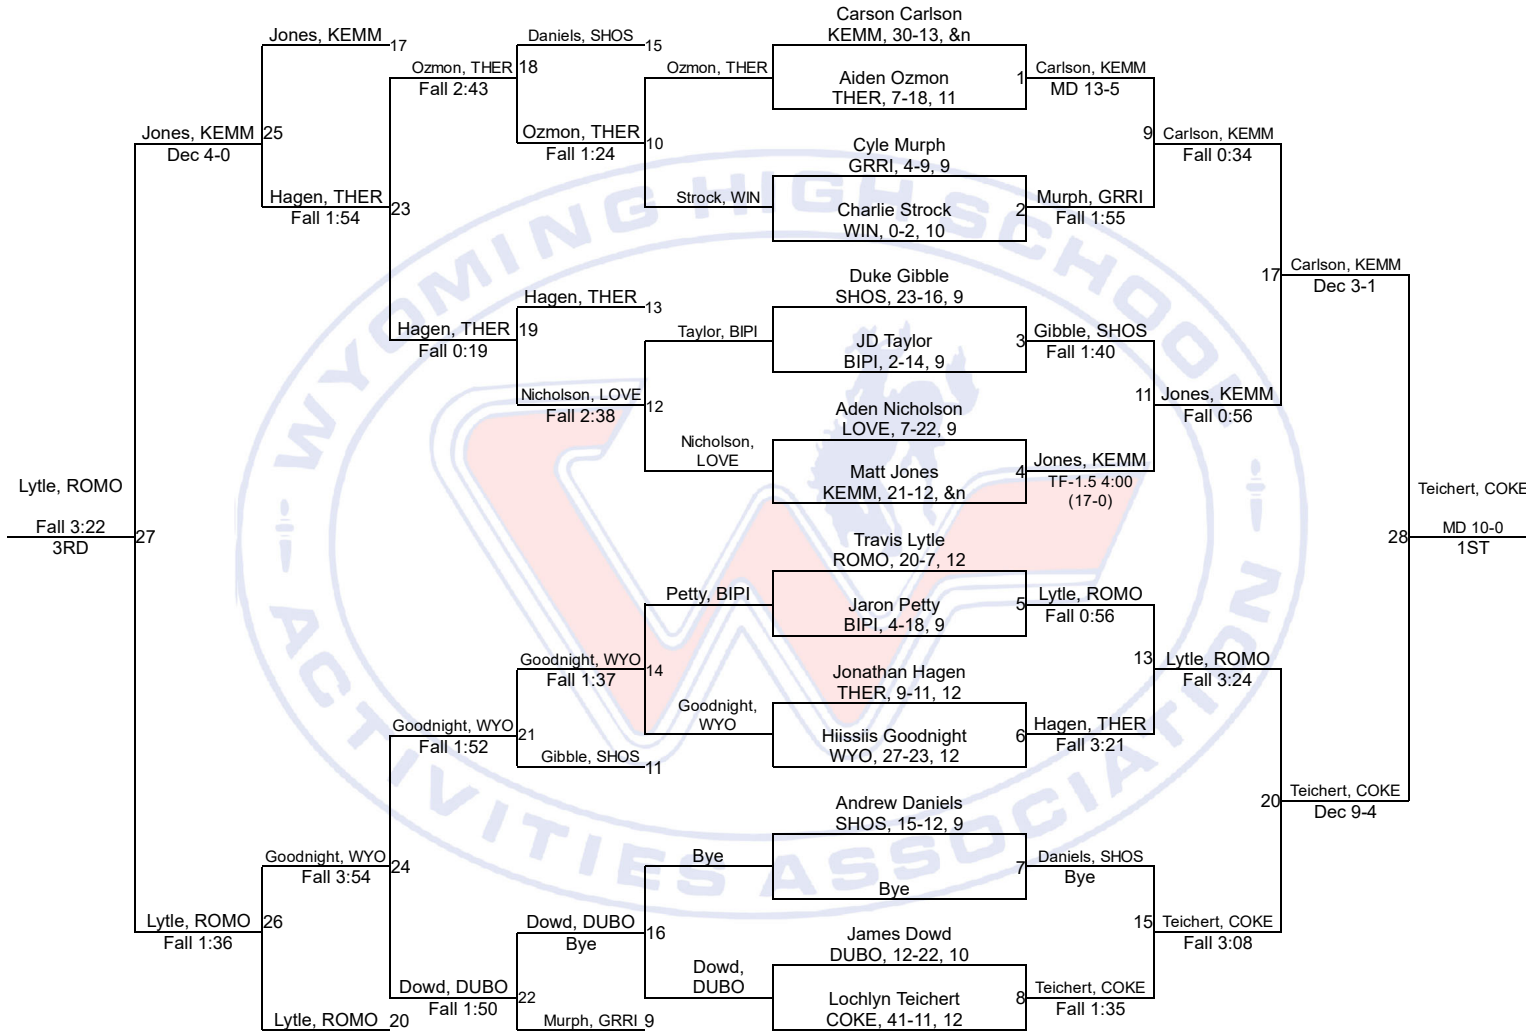 Carson Carlson
KEMM, 30-13, &n
Aiden Ozmon
THER, 7-18, 11
1
Cyle Murph
GRRI, 4-9, 9
Charlie Strock
WIN, 0-2, 10
2
Duke Gibble
SHOS, 23-16, 9
JD Taylor
BIPI, 2-14, 9
3
Aden Nicholson
LOVE, 7-22, 9
Matt Jones
KEMM, 21-12, &n
4
Travis Lytle
ROMO, 20-7, 12
Jaron Petty
BIPI, 4-18, 9
5
Jonathan Hagen
THER, 9-11, 12
Hiissiis Goodnight
WYO, 27-23, 12
6
Andrew Daniels
SHOS, 15-12, 9
Bye
7
James Dowd
DUBO, 12-22, 10
Lochlyn Teichert
COKE, 41-11, 12
8
Carlson, KEMM
MD 13-5
9
Murph, GRRI
Fall 1:55
Gibble, SHOS
Fall 1:40
11
Jones, KEMM
TF-1.5 4:00
(17-0)
Lytle, ROMO
Fall 0:56
13
Hagen, THER
Fall 3:21
Daniels, SHOS
Bye
15
Teichert, COKE
Fall 1:35
Carlson, KEMM
Fall 0:34
17
Jones, KEMM
Fall 0:56
Lytle, ROMO
Fall 3:24
20
Teichert, COKE
Fall 3:08
Carlson, KEMM
Dec 3-1
28
Teichert, COKE
Dec 9-4
Teichert, COKE
MD 10-0
1ST
Ozmon, THER
10
Strock, WIN
Taylor, BIPI
12
Nicholson,
LOVE
Petty, BIPI
14
Goodnight,
WYO
Bye
16
Dowd,
DUBO
Daniels, SHOS
15
18
Ozmon, THER
Fall 1:24
Hagen, THER
13
19
Nicholson, LOVE
Fall 2:38
Goodnight, WYO
Fall 1:37
21
Gibble, SHOS
11
Dowd, DUBO
Bye
22
Murph, GRRI
9
Ozmon, THER
Fall 2:43
23
Hagen, THER
Fall 0:19
Goodnight, WYO
Fall 1:52
24
Dowd, DUBO
Fall 1:50
Jones, KEMM
17
25
Hagen, THER
Fall 1:54
Goodnight, WYO
Fall 3:54
26
Lytle, ROMO
20
Jones, KEMM
Dec 4-0
27
Lytle, ROMO
Fall 1:36
Lytle, ROMO
Fall 3:22
3RD
WYOMING HIGH SCHOOL
ACTIVITIES ASSOCIATION